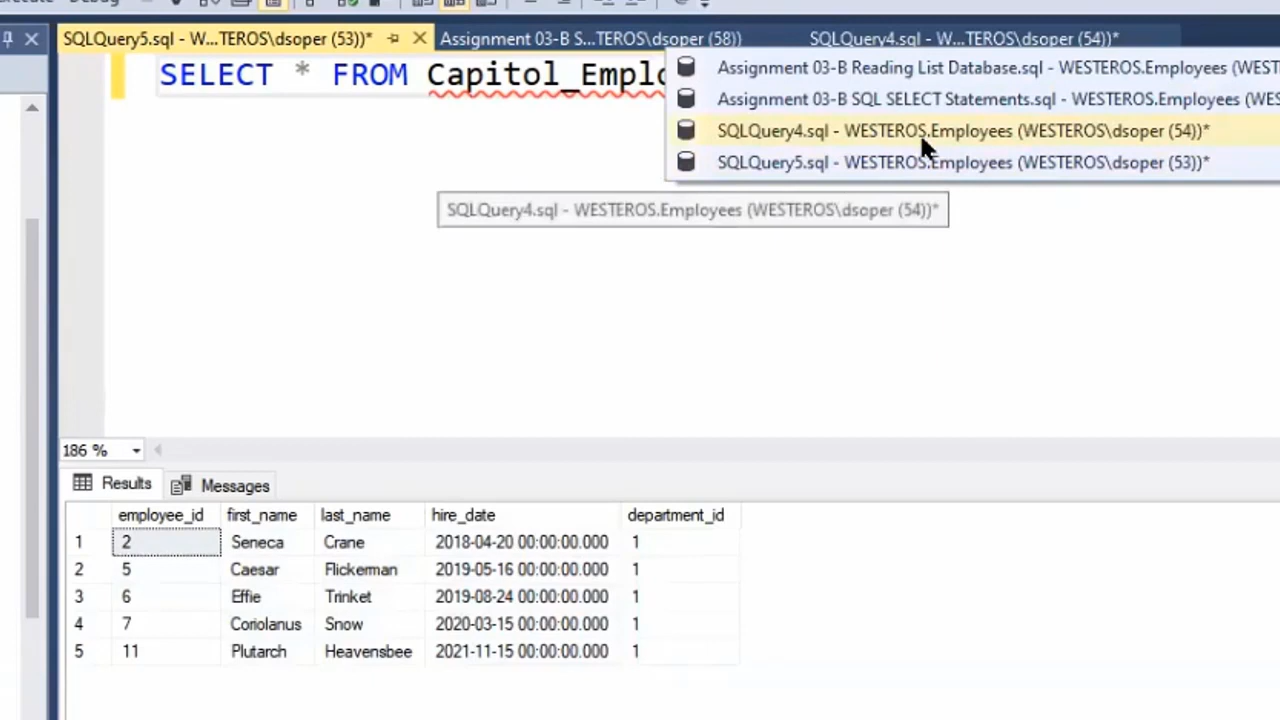 Debug
SQLQuery5.sql - W...TEROS\dsoper (53))* Assignment 03-B S...TEROS\dsoper (58)) SQLQuery4.sql - W...TEROS\dsoper (54))*
SELECT * FROM
Assignment 03-B Reading List Database.sql - WESTEROS.Employees
Assignment 03-B SQL SELECT Statements.sql - WESTEROS.Employees
SQLQuery4.sql - WESTEROS.Employees (WESTEROS\dsoper (54))*
SQLQuery5.sql - WESTEROS.Employees (WESTEROS\dsoper (53))*
SQLQuery4.sql - WESTEROS.Employees (WESTEROS\dsoper (54))*
186 %
Results Messages
employee_id first_name last_name hire_date department_id
1 2 Seneca Crane 2018-04-20 00:00:00.000 1
2 5 Caesar Flickerman 2019-05-16 00:00:00.000 1
3 6 Effie Trinket 2019-08-24 00:00:00.000 1
4 7 Coriolanus Snow 2020-03-15 00:00:00.000 1
5 11 Plutarch Heavensbee 2021-11-15 00:00:00.000 1